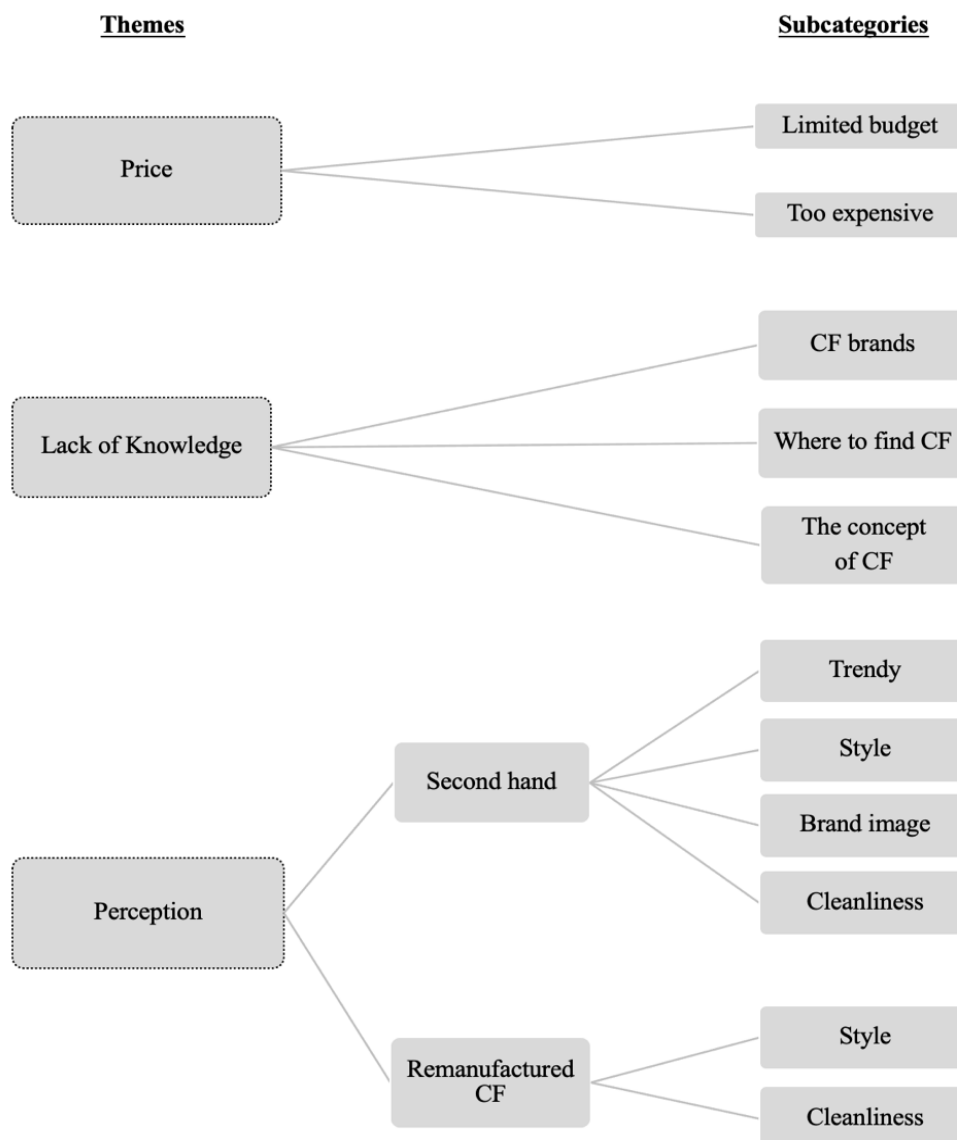 Themes
Subcategories
Price
Limited budget
Too expensive
Lack of Knowledge
CF brands
Where to find CF
The concept
of CF
Perception
Second hand
Trendy
Style
Brand image
Cleanliness
Remanufactured
CF
Style
Cleanliness